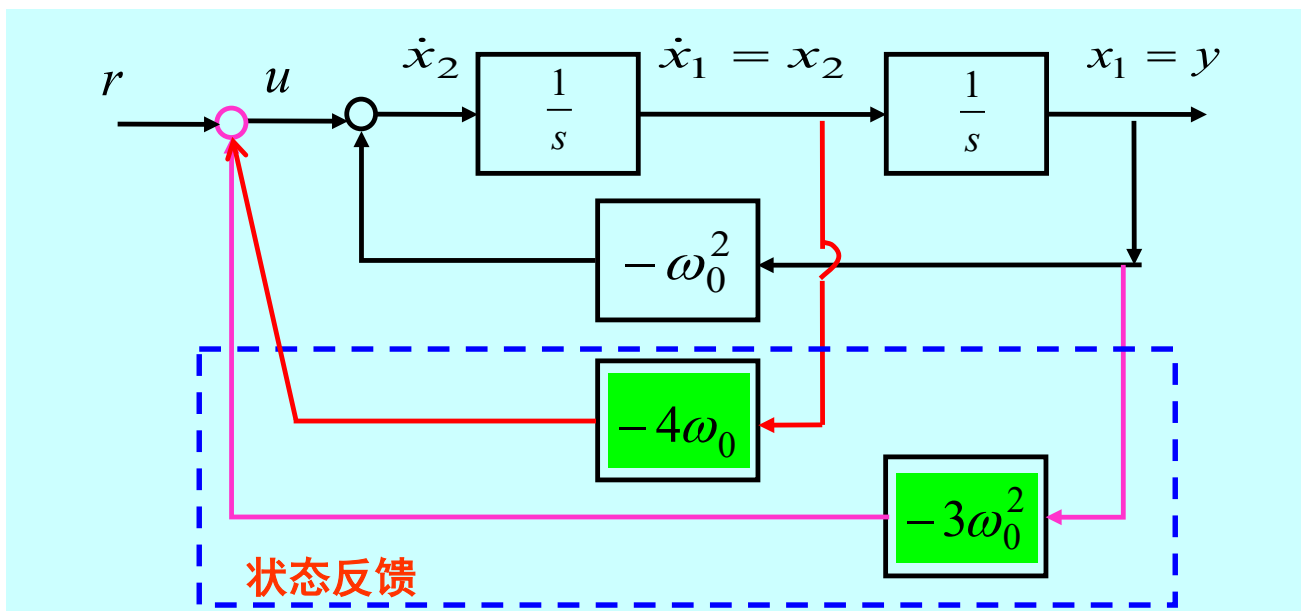 r
u
ẋ₂
1
s
ẋ₁ = x₂
1
s
x₁ = y
− ω₀²
− 4ω₀
− 3ω₀²
状态反馈